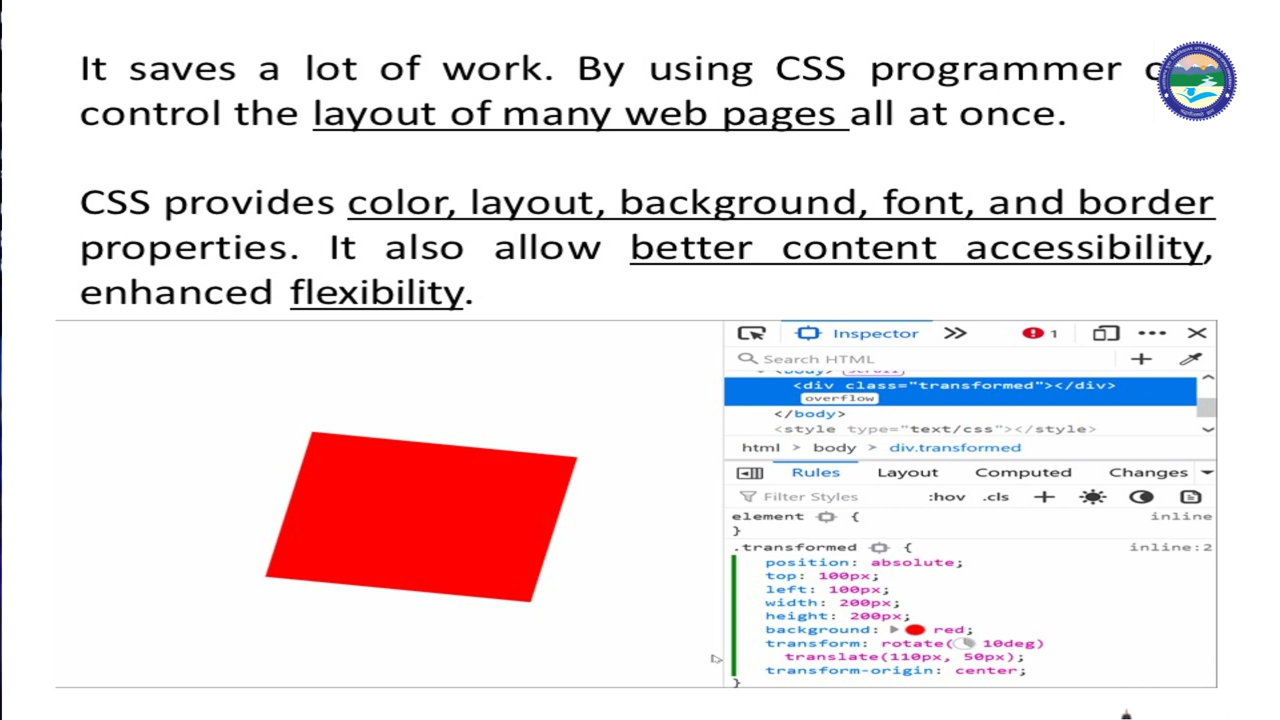 It saves a lot of work. By using CSS programmer
control the layout of many web pages all at once.
CSS provides color, layout, background, font, and border
properties. It also allow better content accessibility,
enhanced flexibility.
Inspector
1
Search HTML
<body> scroll
<div class="transformed"></div>
overflow
</body>
<style type="text/css"></style>
html > body > div.transformed
Rules Layout Computed Changes
Filter Styles :hov .cls
element { inline
}
.transformed { inline:2
position: absolute;
top: 100px;
left: 100px;
width: 200px;
height: 200px;
background: red;
transform: rotate( 10deg)
translate(110px, 50px);
transform-origin: center;
}